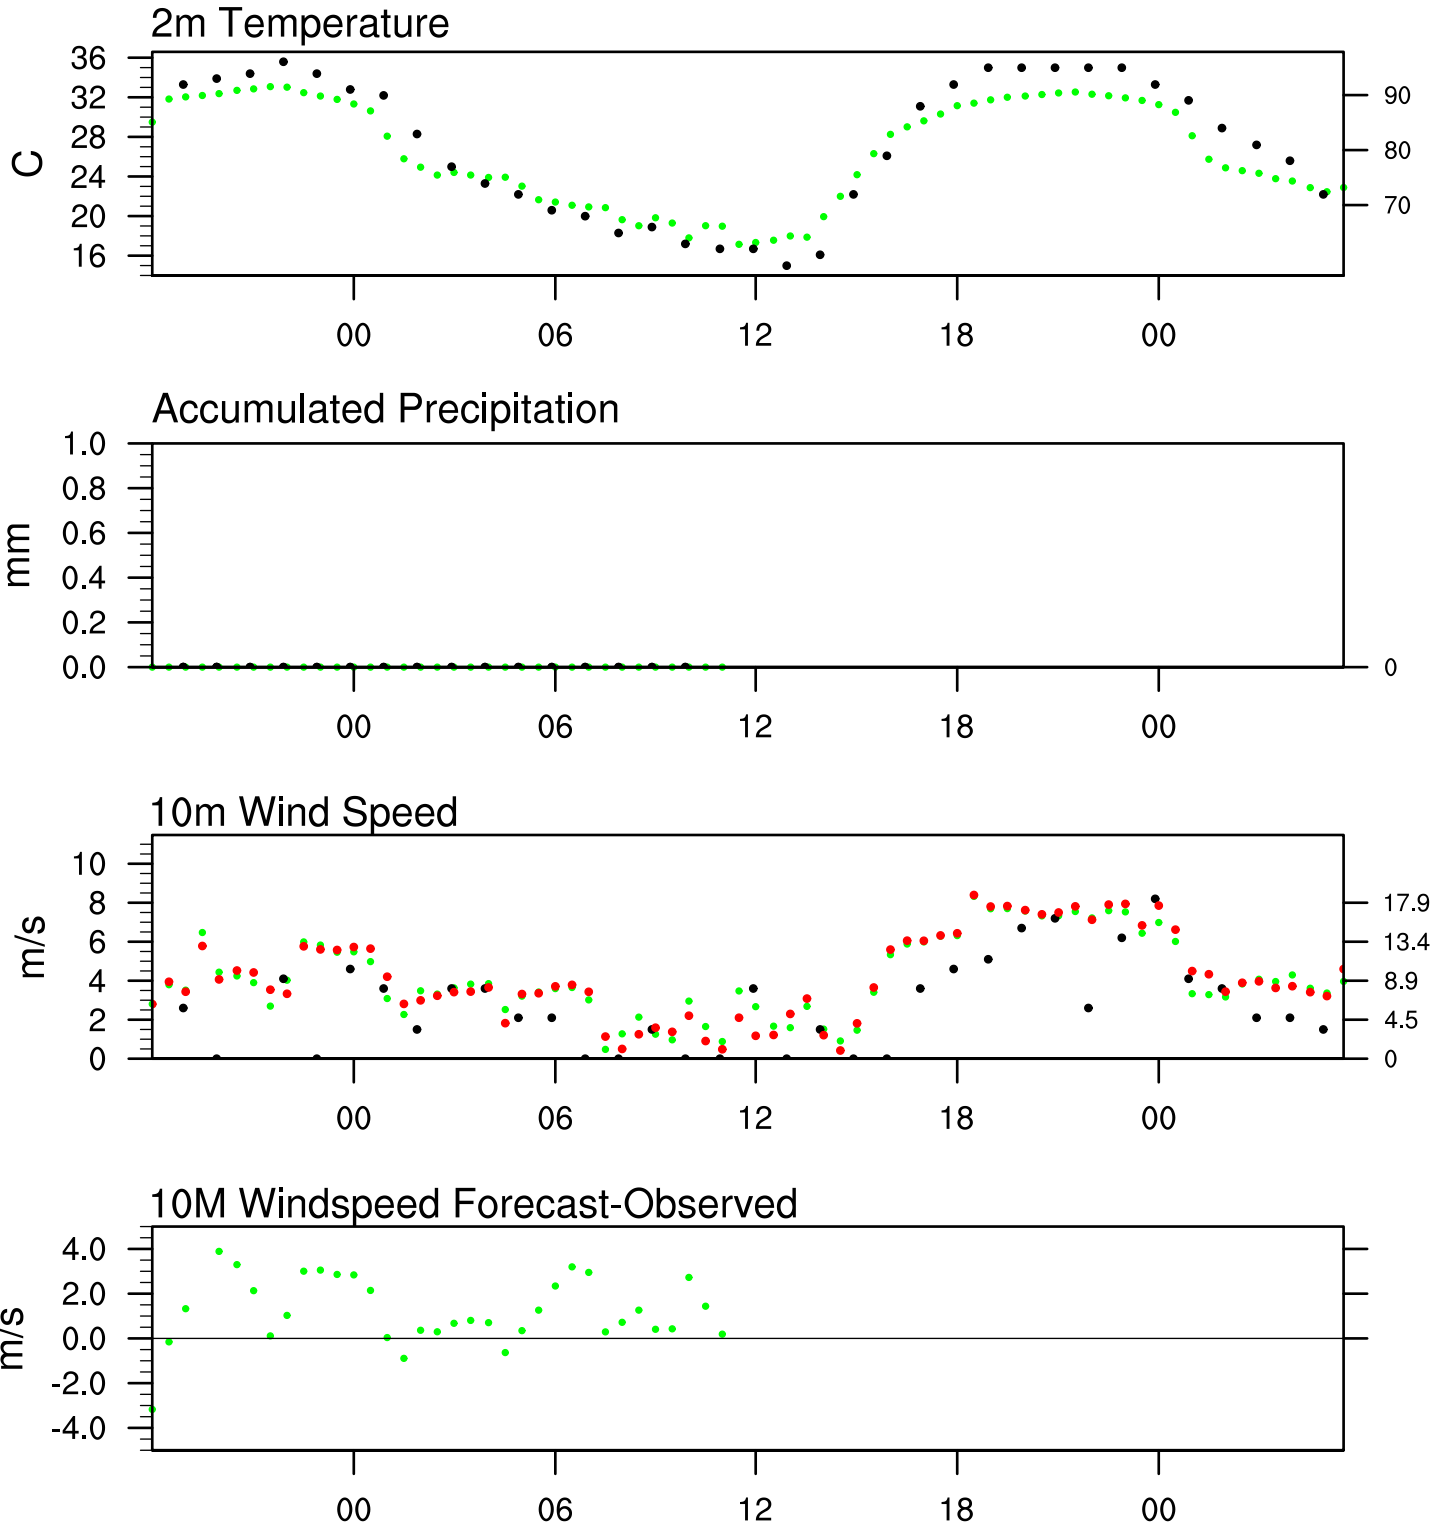 2m Temperature
36
32
28
24
20
16
C
90
80
70
00 06 12 18 00
Accumulated Precipitation
1.0
0.8
0.6
0.4
0.2
0.0
mm
0
00 06 12 18 00
10m Wind Speed
10
8
6
4
2
0
m/s
17.9
13.4
8.9
4.5
0
00 06 12 18 00
10M Windspeed Forecast-Observed
4.0
2.0
0.0
-2.0
-4.0
m/s
00 06 12 18 00